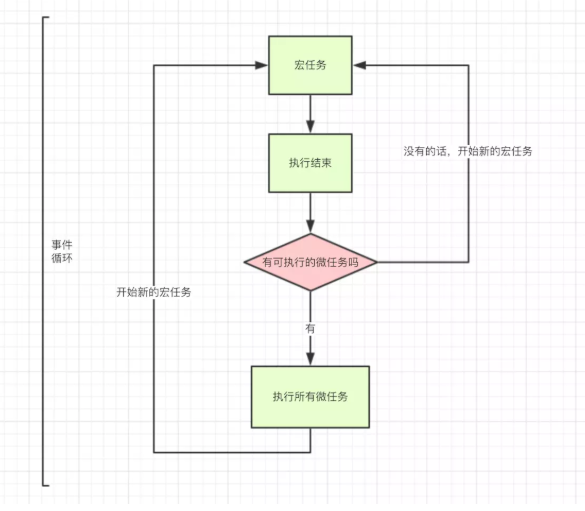 宏任务
没有的话，开始新的宏任务
执行结束
事件
循环
有可执行的微任务吗
开始新的宏任务
有
执行所有微任务